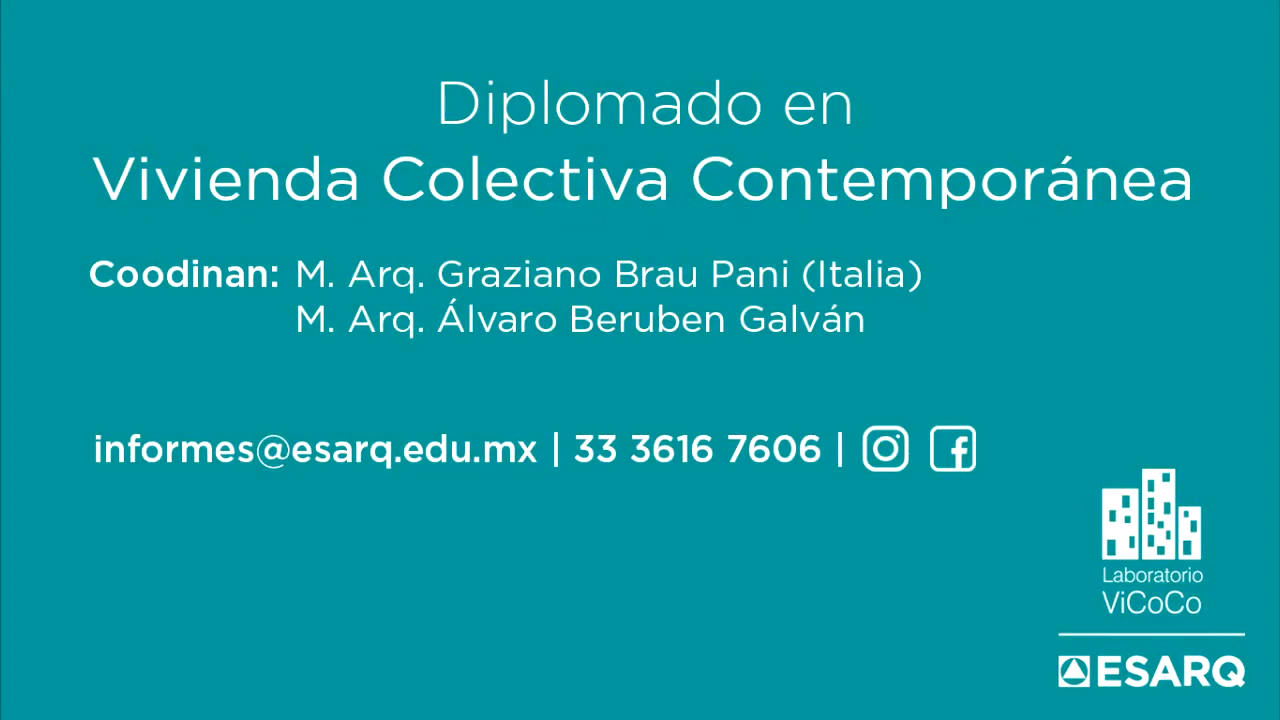 Diplomado en
Vivienda Colectiva Contemporánea
Coodinan: M. Arq. Graziano Brau Pani (Italia)
M. Arq. Álvaro Beruben Galván
informes@esarq.edu.mx | 33 3616 7606 |
Laboratorio
ViCoCo
ESARQ